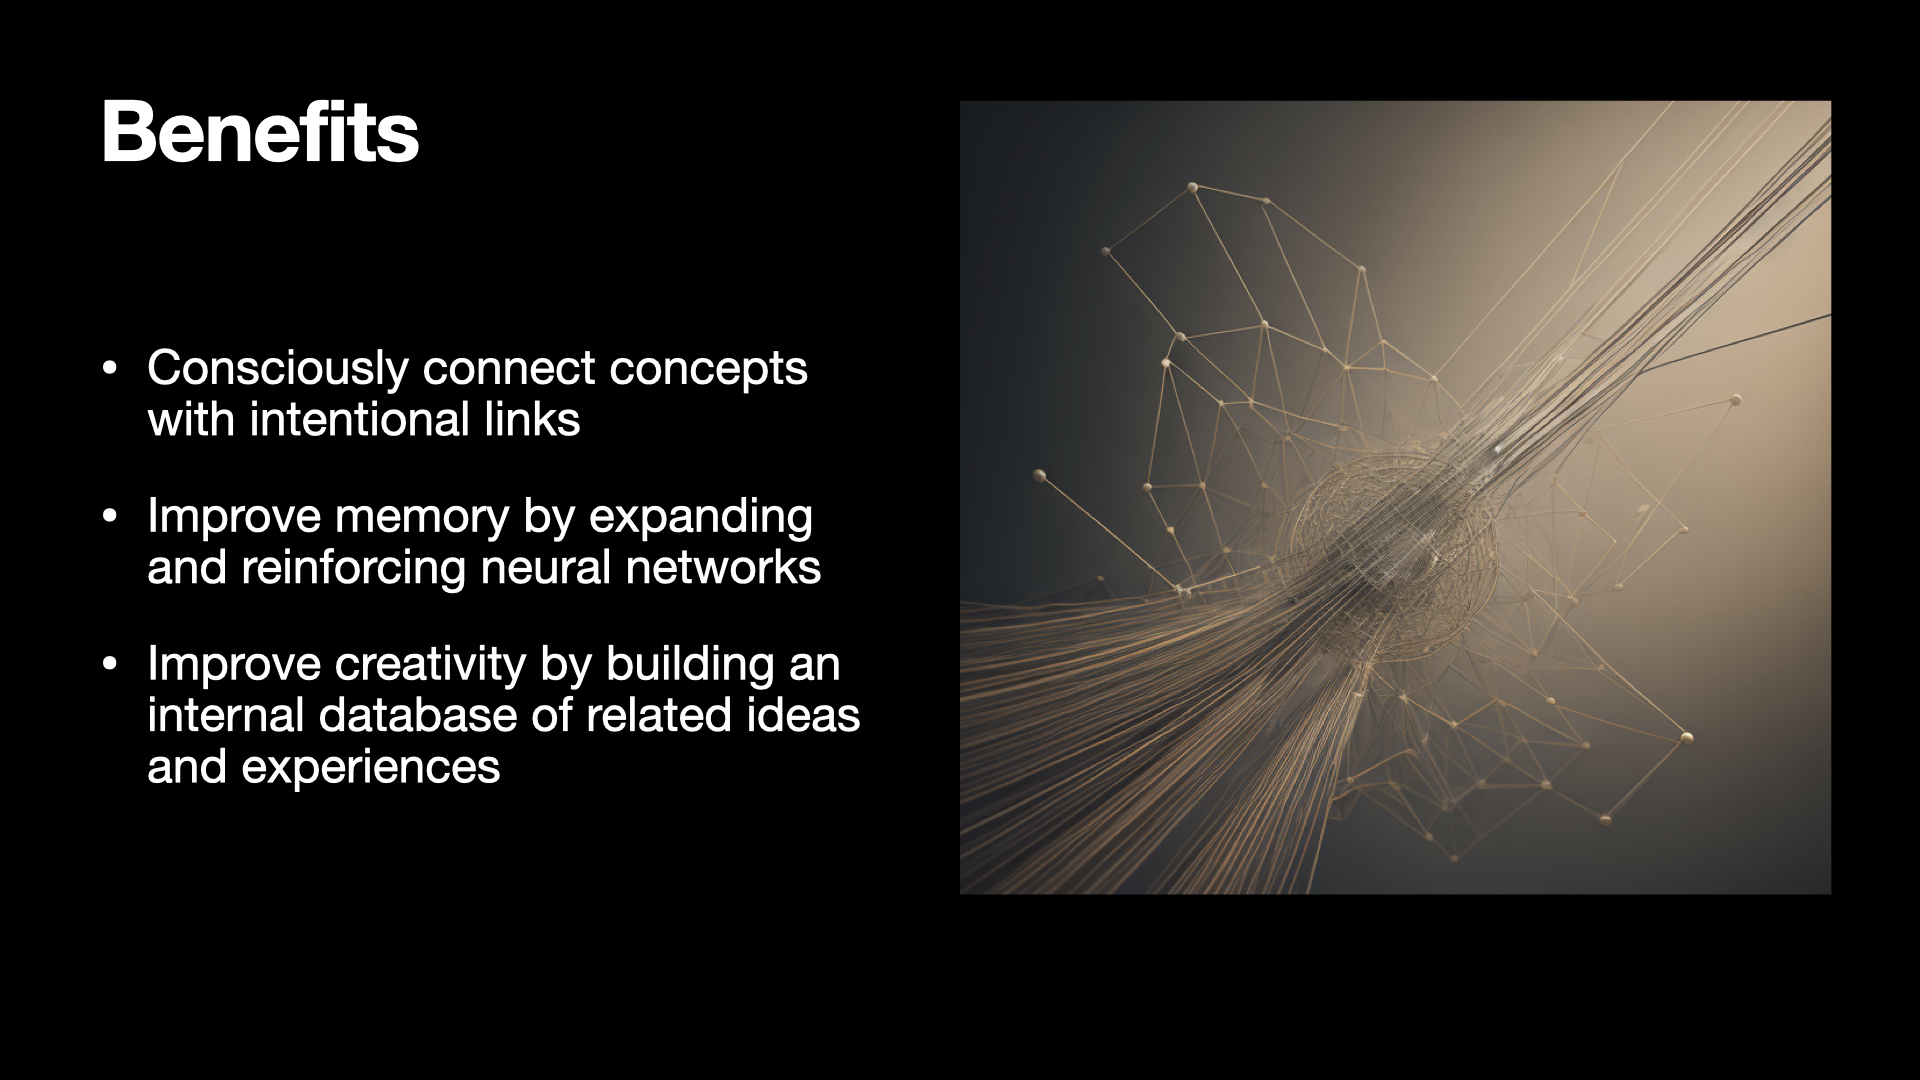 Benefits
• Consciously connect concepts
with intentional links
• Improve memory by expanding
and reinforcing neural networks
• Improve creativity by building an
internal database of related ideas
and experiences